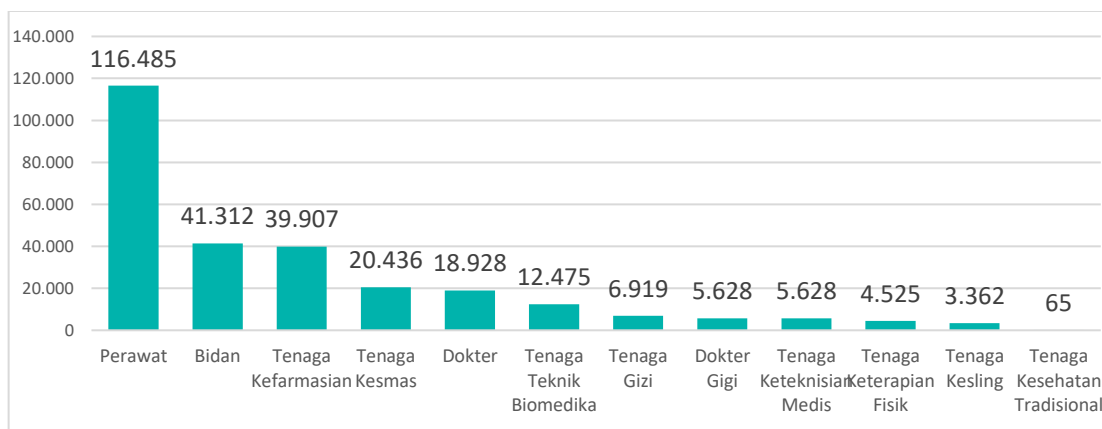 140.000
120.000
100.000
80.000
60.000
40.000
20.000
0
116.485
41.312
39.907
20.436
18.928
12.475
6.919
5.628
5.628
4.525
3.362
65
Perawat
Bidan
Tenaga
Kefarmasian
Tenaga
Kesmas
Dokter
Tenaga
Teknik
Biomedika
Tenaga
Gizi
Dokter
Gigi
Tenaga
Keteknisian
Medis
Tenaga
Keterapian
Fisik
Tenaga
Kesling
Tenaga
Kesehatan
Tradisional